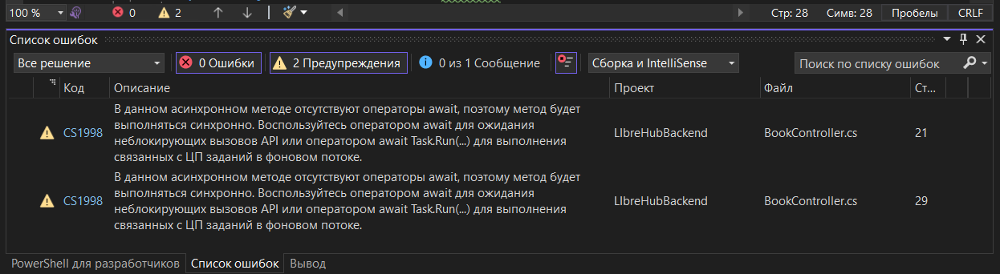 100 %
0
2
Стр: 28
Симв: 28
Пробелы
CRLF
Список ошибок
Все решение
0 Ошибки
2 Предупреждения
0 из 1 Сообщение
Сборка и IntelliSense
Поиск по списку ошибок
Код
Описание
Проект
Файл
Ст...
CS1998
В данном асинхронном методе отсутствуют операторы await, поэтому метод будет
выполняться синхронно. Воспользуйтесь оператором await для ожидания
неблокирующих вызовов API или оператором await Task.Run(...) для выполнения
связанных с ЦП заданий в фоновом потоке.
LIbreHubBackend
BookController.cs
21
CS1998
В данном асинхронном методе отсутствуют операторы await, поэтому метод будет
выполняться синхронно. Воспользуйтесь оператором await для ожидания
неблокирующих вызовов API или оператором await Task.Run(...) для выполнения
связанных с ЦП заданий в фоновом потоке.
LIbreHubBackend
BookController.cs
29
PowerShell для разработчиков
Список ошибок
Вывод